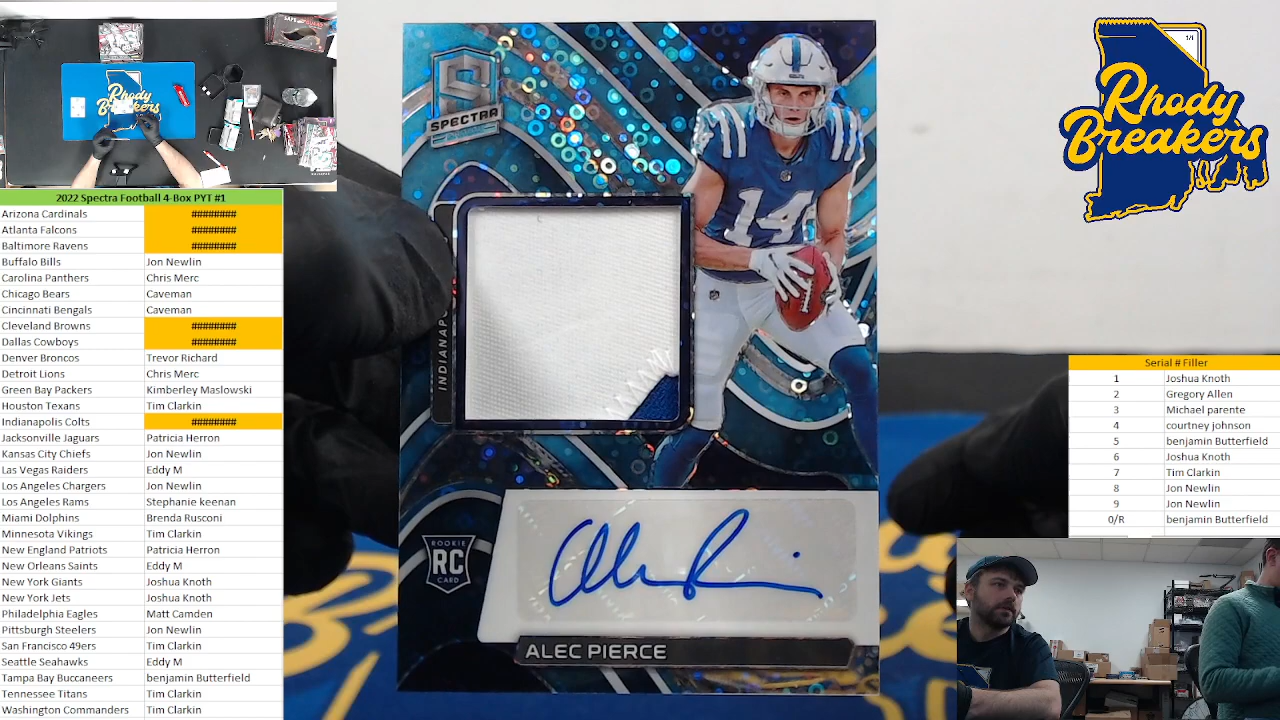 2022 Spectra Football 4-Box PYT #1
Arizona Cardinals ########
Atlanta Falcons ########
Baltimore Ravens ########
Buffalo Bills Jon Newlin
Carolina Panthers Chris Merc
Chicago Bears Caveman
Cincinnati Bengals Caveman
Cleveland Browns ########
Dallas Cowboys ########
Denver Broncos Trevor Richard
Detroit Lions Chris Merc
Green Bay Packers Kimberley Maslowski
Houston Texans Tim Clarkin
Indianapolis Colts ########
Jacksonville Jaguars Patricia Herron
Kansas City Chiefs Jon Newlin
Las Vegas Raiders Eddy M
Los Angeles Chargers Jon Newlin
Los Angeles Rams Stephanie keenan
Miami Dolphins Brenda Rusconi
Minnesota Vikings Tim Clarkin
New England Patriots Patricia Herron
New Orleans Saints Eddy M
New York Giants Joshua Knoth
New York Jets Joshua Knoth
Philadelphia Eagles Matt Camden
Pittsburgh Steelers Jon Newlin
San Francisco 49ers Tim Clarkin
Seattle Seahawks Eddy M
Tampa Bay Buccaneers benjamin Butterfield
Tennessee Titans Tim Clarkin
Washington Commanders Tim Clarkin
Rhody
Breakers
S
SPECTRA
14
INDIANAPO
ROOKIE
RC
CARD
ALEC PIERCE
1/1
Rhody
Breakers
Serial # Filler
1 Joshua Knoth
2 Gregory Allen
3 Michael parente
4 courtney johnson
5 benjamin Butterfield
6 Joshua Knoth
7 Tim Clarkin
8 Jon Newlin
9 Jon Newlin
0/R benjamin Butterfield